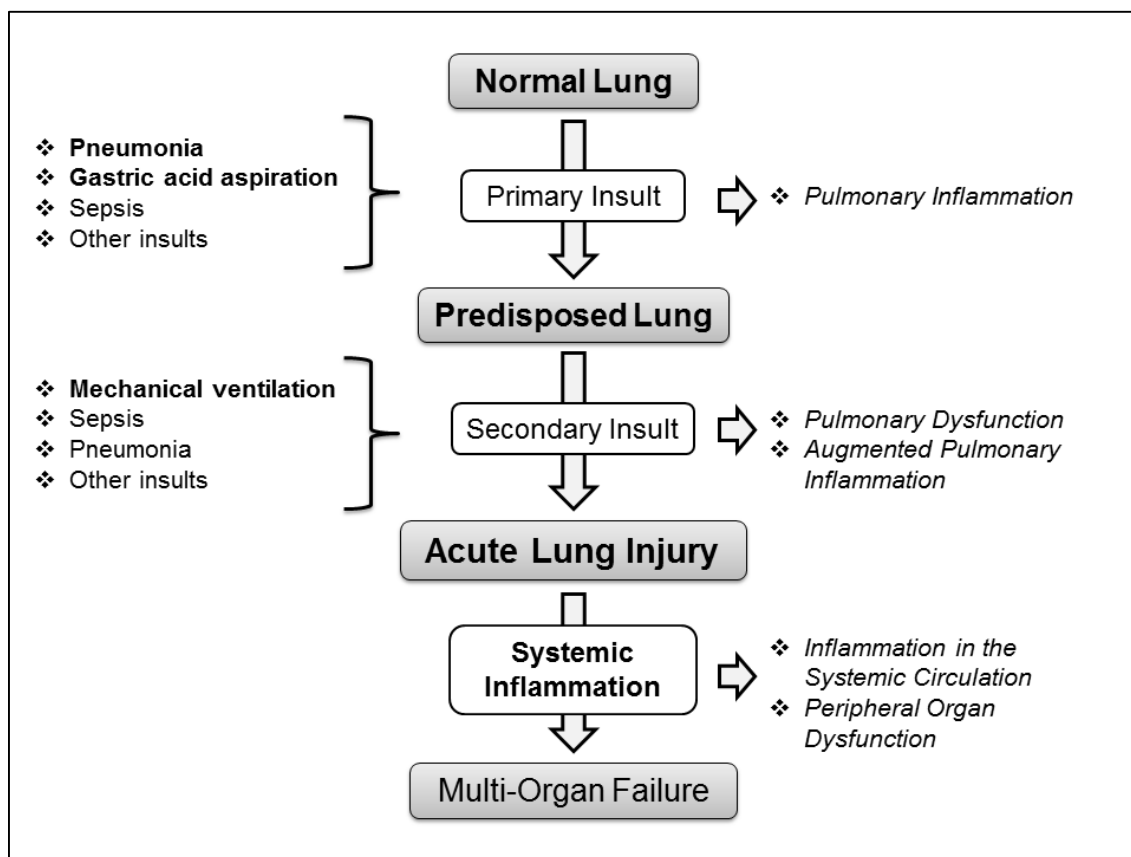 Normal Lung
❖ Pneumonia
❖ Gastric acid aspiration
❖ Sepsis
❖ Other insults
Primary Insult
❖ Pulmonary Inflammation
Predisposed Lung
❖ Mechanical ventilation
❖ Sepsis
❖ Pneumonia
❖ Other insults
Secondary Insult
❖ Pulmonary Dysfunction
❖ Augmented Pulmonary
Inflammation
Acute Lung Injury
Systemic
Inflammation
❖ Inflammation in the
Systemic Circulation
❖ Peripheral Organ
Dysfunction
Multi-Organ Failure